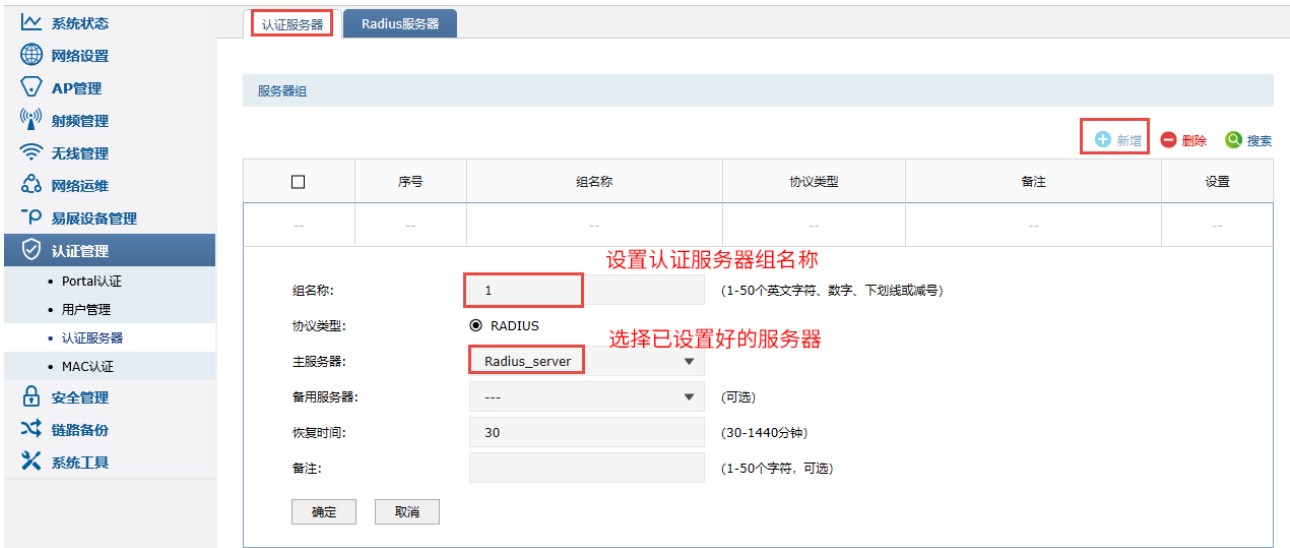 系统状态
网络设置
AP管理
射频管理
无线管理
网络运维
易展设备管理
认证管理
• Portal认证
• 用户管理
• 认证服务器
• MAC认证
安全管理
链路备份
系统工具
认证服务器 Radius服务器
服务器组
新增 删除 搜索
序号 组名称 协议类型 备注 设置
-- -- -- -- -- --
设置认证服务器组名称
组名称: 1 (1-50个英文字符、数字、下划线或减号)
协议类型: RADIUS
选择已设置好的服务器
主服务器: Radius_server
备用服务器: --- (可选)
恢复时间: 30 (30-1440分钟)
备注: (1-50个字符, 可选)
确定 取消